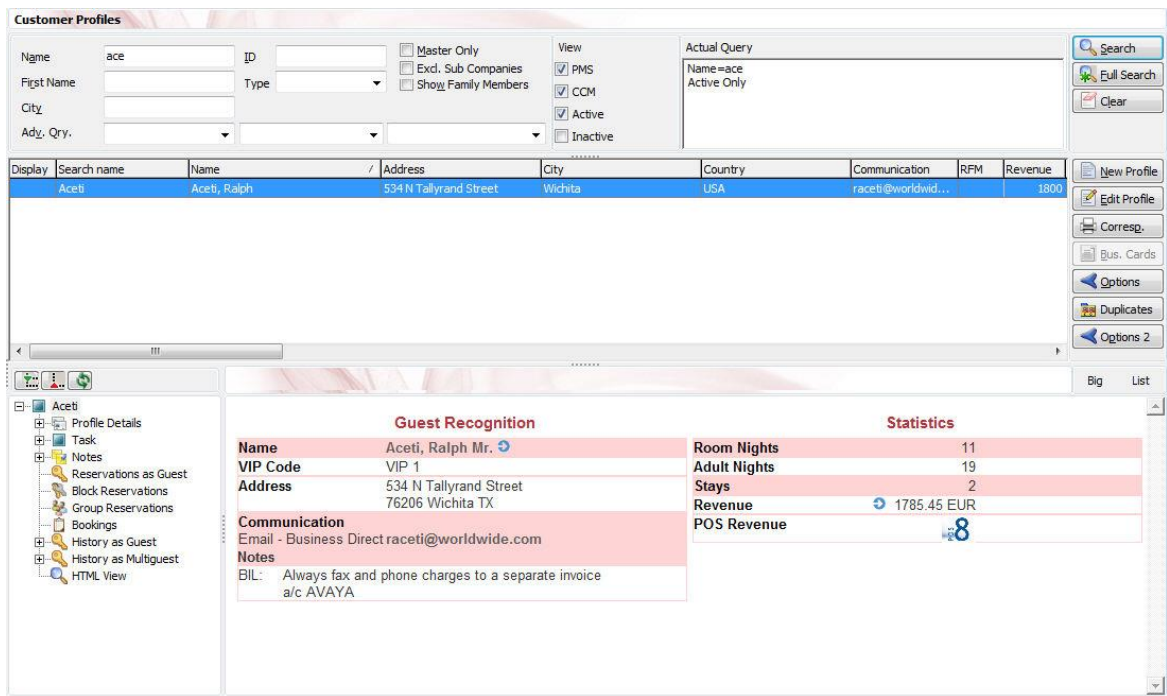 Customer Profiles
Name ace ID Master Only View Actual Query Search
Excl. Sub Companies PMS Name=ace
First Name Type Show Family Members CCM Active Only Full Search
City Active Clear
Adv. Qry. Inactive
Display Search name Name / Address City Country Communication RFM Revenue New Profile
Aceti Aceti, Ralph 534 N Tallyrand Street Wichita USA raceti@worldwid... 1800
Edit Profile
Corresp.
Bus. Cards
Options
Duplicates
Options 2
Big List
Aceti
Profile Details
Task
Notes
Reservations as Guest
Block Reservations
Group Reservations
Bookings
History as Guest
History as Multiguest
HTML View
Guest Recognition
Name Aceti, Ralph Mr.
VIP Code VIP 1
Address 534 N Tallyrand Street
76206 Wichita TX
Communication
Email - Business Direct raceti@worldwide.com
Notes
BIL: Always fax and phone charges to a separate invoice
a/c AVAYA
Statistics
Room Nights 11
Adult Nights 19
Stays 2
Revenue 1785.45 EUR
POS Revenue 8